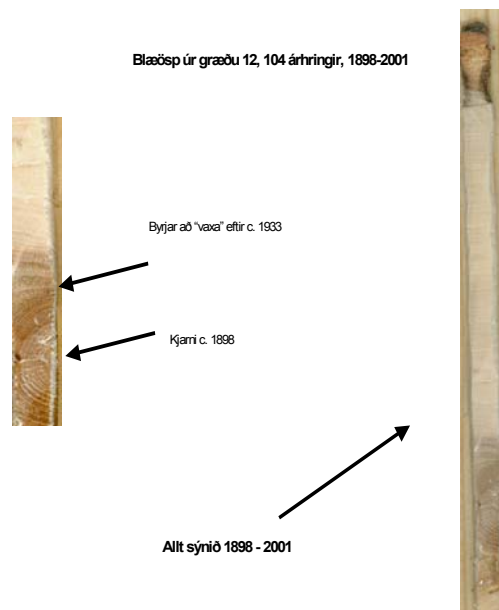 Blæösp úr græðu 12, 104 árhringir, 1898-2001
Byrjar að “vaxa” eftir c. 1933
Kjarni c. 1898
Allt sýnið 1898 - 2001